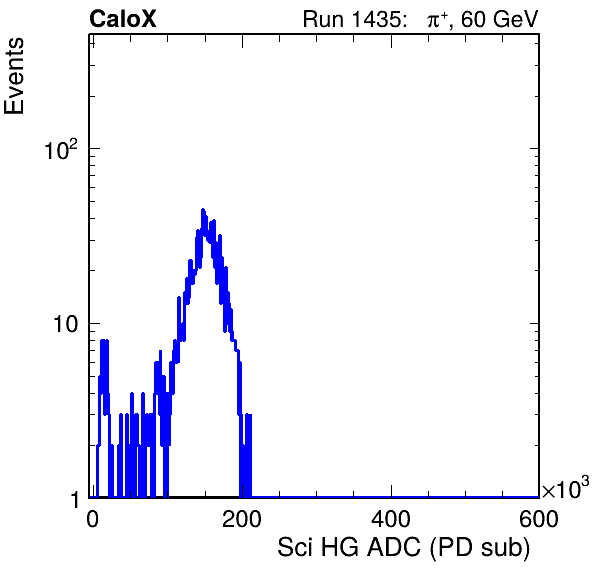 CaloX Run 1435: π⁺, 60 GeV
Events
10²
10
1
0 200 400 600
×10³
Sci HG ADC (PD sub)